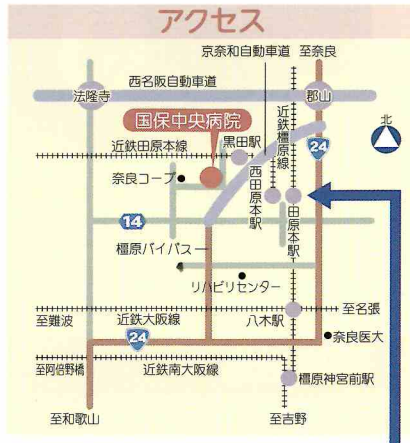 アクセス
京奈和自動車道
至奈良
西名阪自動車道
法隆寺
郡山
国保中央病院
近鉄橿原線
北
黒田駅
24
近鉄田原本線
奈良コープ
西田原本駅
田原本駅
14
橿原バイパス
リハビリセンター
至名張
至難波
近鉄大阪線
八木駅
24
奈良医大
至阿倍野橋
近鉄南大阪線
橿原神宮前駅
至和歌山
至吉野